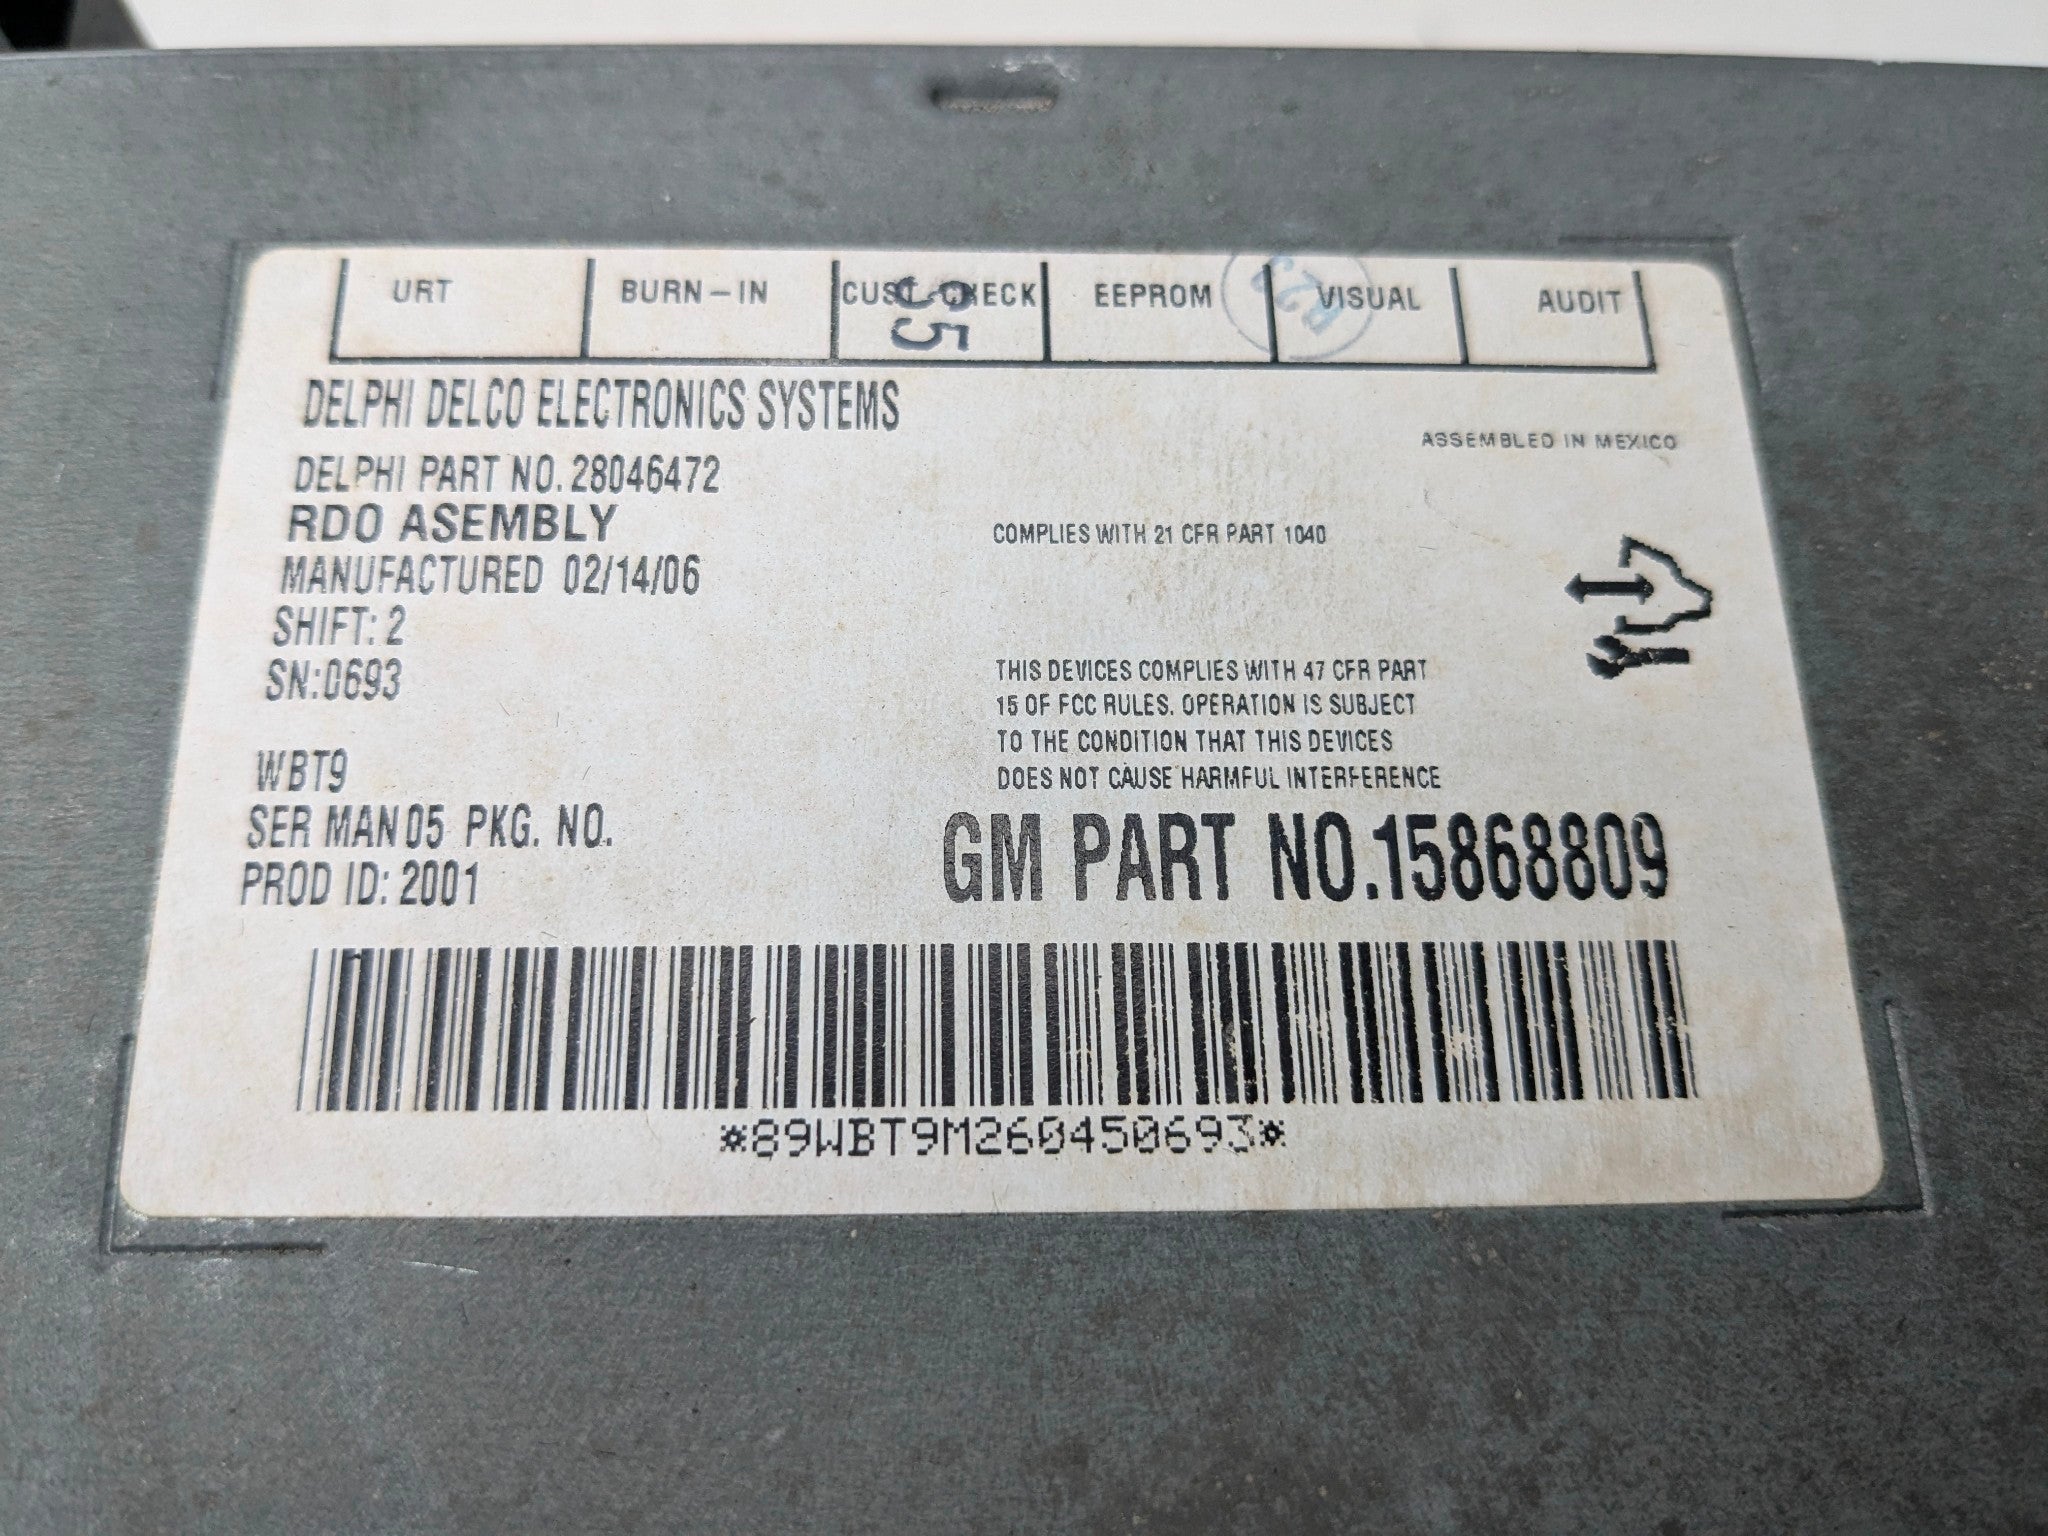 URT BURN-IN CUST. CHECK EEPROM VISUAL AUDIT
DELPHI DELCO ELECTRONICS SYSTEMS
ASSEMBLED IN MEXICO
DELPHI PART NO. 28046472
RDO ASEMBLY
MANUFACTURED 02/14/06
SHIFT: 2
SN:0693
COMPLIES WITH 21 CFR PART 1040
THIS DEVICES COMPLIES WITH 47 CFR PART
15 OF FCC RULES. OPERATION IS SUBJECT
TO THE CONDITION THAT THIS DEVICES
DOES NOT CAUSE HARMFUL INTERFERENCE
WBT9
SER MAN 05 PKG. NO.
PROD ID: 2001
GM PART NO.15868809
*89WBT9M260450693*